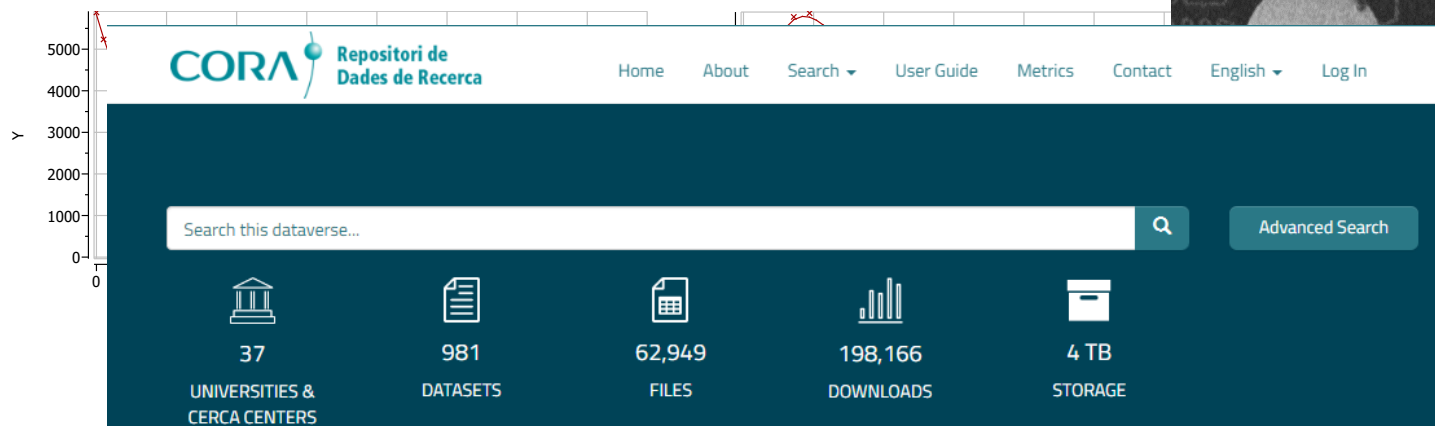 5000
4000
3000
2000
1000
0
Y
0
CORA
Repositori de
Dades de Recerca
Home About Search User Guide Metrics Contact English Log In
Search this dataverse...
Advanced Search
37 981 62,949 198,166 4 TB
UNIVERSITIES & DATASETS FILES DOWNLOADS STORAGE
CERCA CENTERS